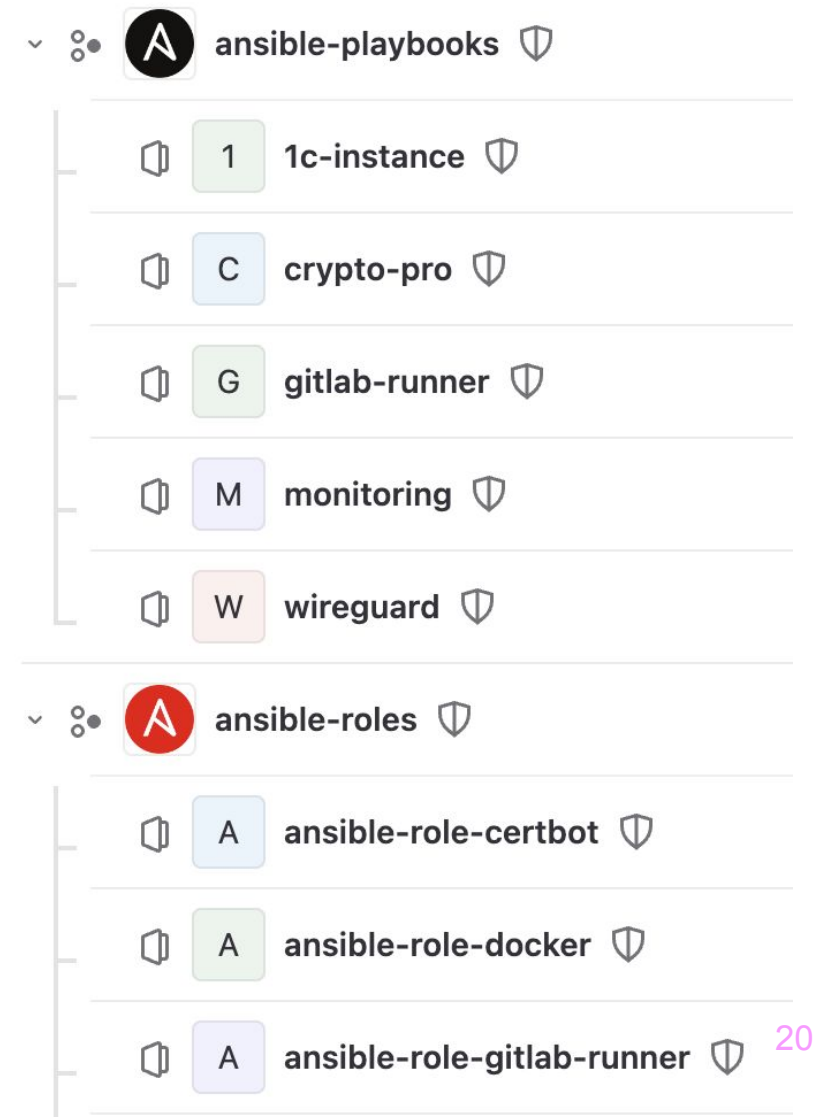 ansible-playbooks
1 1c-instance
C crypto-pro
G gitlab-runner
M monitoring
W wireguard
ansible-roles
A ansible-role-certbot
A ansible-role-docker
A ansible-role-gitlab-runner
20